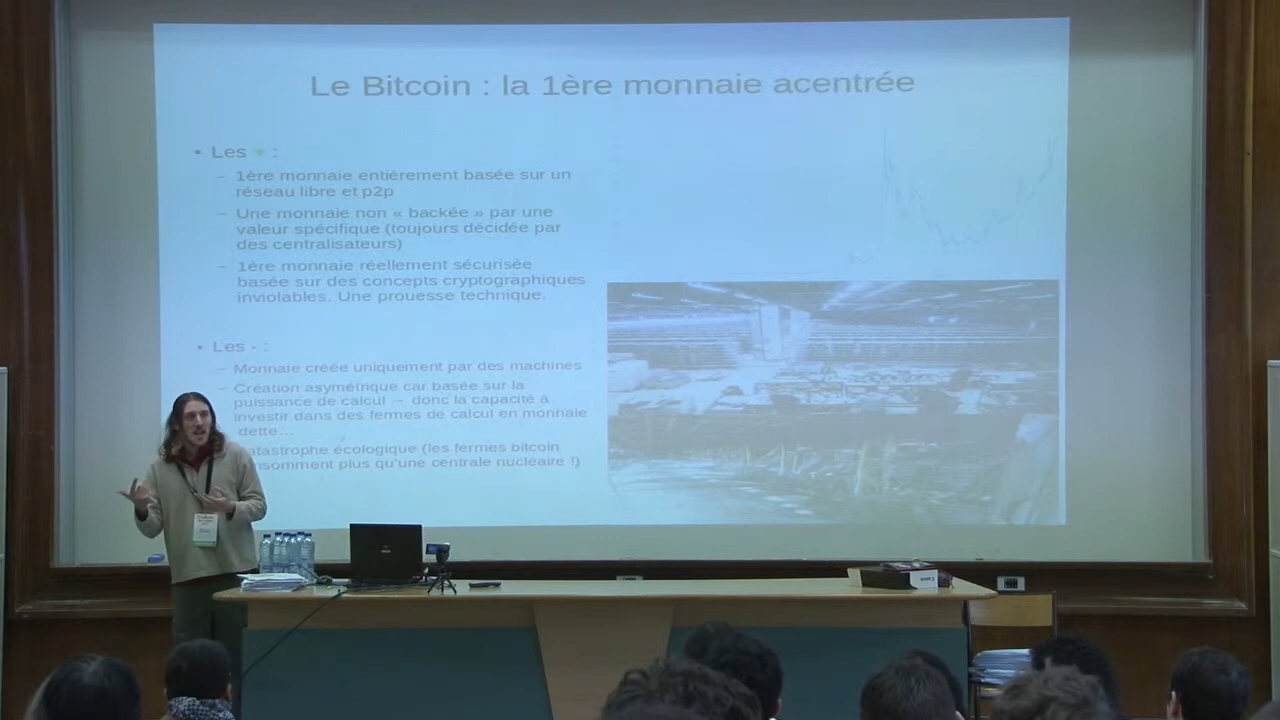 Le Bitcoin : la 1ère monnaie acentrée
• Les + :
– 1ère monnaie entièrement basée sur un
réseau libre et p2p
– Une monnaie non « backée » par une
valeur spécifique (toujours décidée par
des centralisateurs)
– 1ère monnaie réellement sécurisée
basée sur des concepts cryptographiques
inviolables. Une prouesse technique.
• Les - :
– Monnaie créée uniquement par des machines
– Création asymétrique car basée sur la
puissance de calcul → donc la capacité à
investir dans des fermes de calcul en monnaie
dette…
atastrophe écologique (les fermes bitcoin
nsomment plus qu'une centrale nucléaire !)